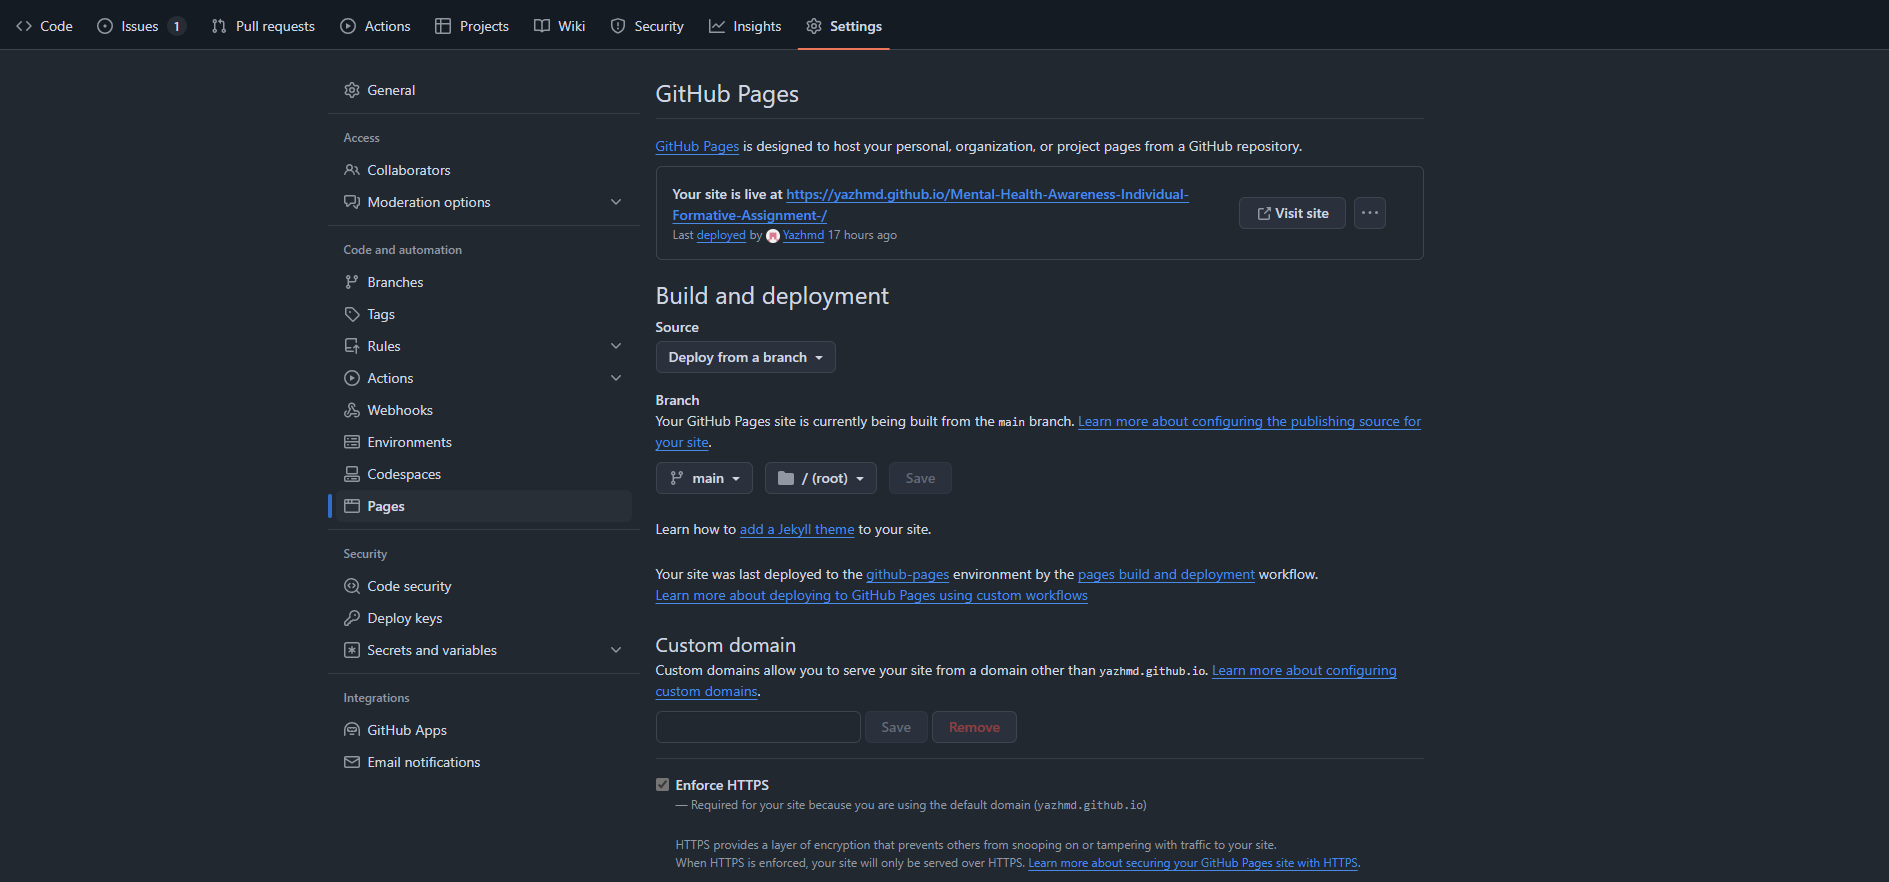 Code Issues 1 Pull requests Actions Projects Wiki Security Insights Settings
General
Access
Collaborators
Moderation options
Code and automation
Branches
Tags
Rules
Actions
Webhooks
Environments
Codespaces
Pages
Security
Code security
Deploy keys
Secrets and variables
Integrations
GitHub Apps
Email notifications
GitHub Pages
GitHub Pages is designed to host your personal, organization, or project pages from a GitHub repository.
Your site is live at https://yazhmd.github.io/Mental-Health-Awareness-Individual-
Formative-Assignment-/
Last deployed by Yazhmd 17 hours ago
Visit site
Build and deployment
Source
Deploy from a branch
Branch
Your GitHub Pages site is currently being built from the main branch. Learn more about configuring the publishing source for
your site.
main / (root) Save
Learn how to add a Jekyll theme to your site.
Your site was last deployed to the github-pages environment by the pages build and deployment workflow.
Learn more about deploying to GitHub Pages using custom workflows
Custom domain
Custom domains allow you to serve your site from a domain other than yazhmd.github.io. Learn more about configuring
custom domains.
Save Remove
Enforce HTTPS
— Required for your site because you are using the default domain (yazhmd.github.io)
HTTPS provides a layer of encryption that prevents others from snooping on or tampering with traffic to your site.
When HTTPS is enforced, your site will only be served over HTTPS. Learn more about securing your GitHub Pages site with HTTPS.